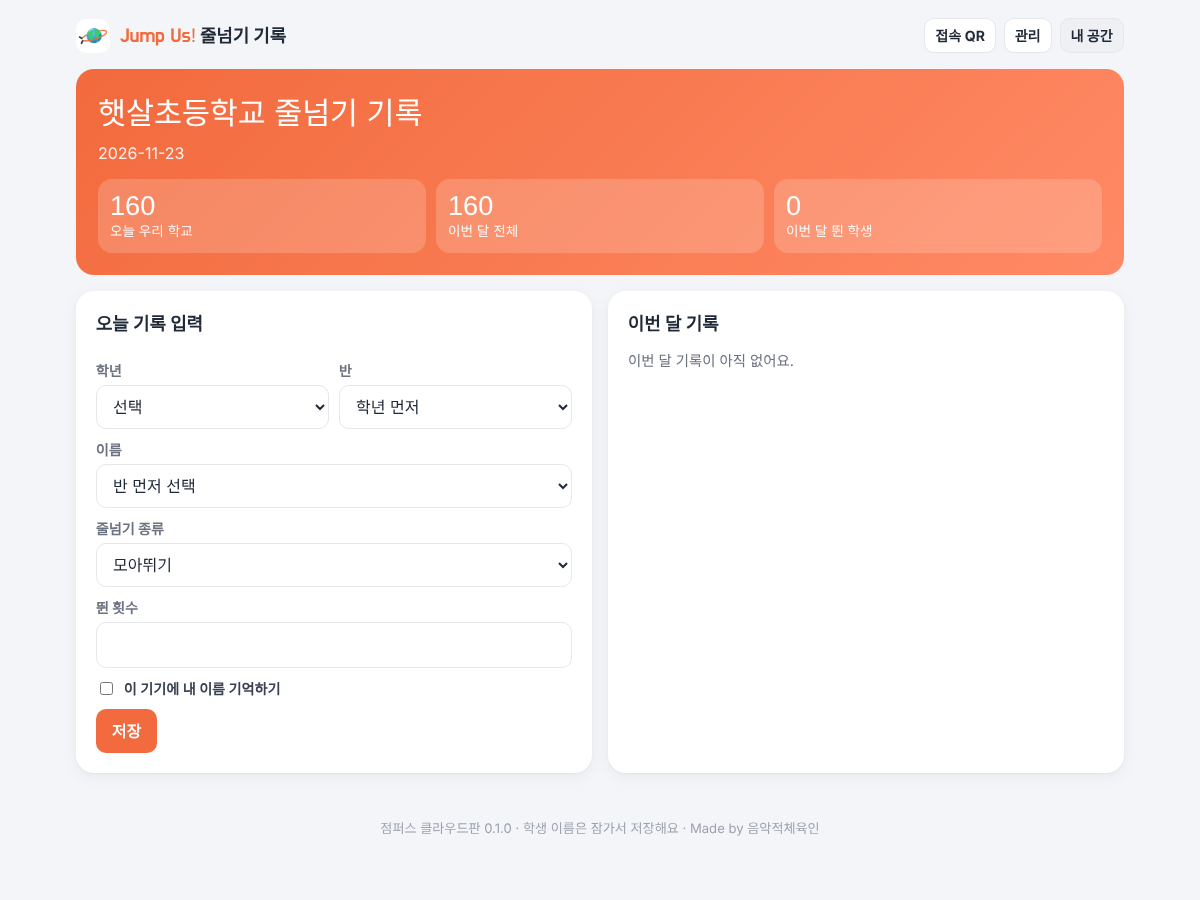 Jump Us! 줄넘기 기록
접속 QR
관리
내 공간
햇살초등학교 줄넘기 기록
2026-11-23
160
오늘 우리 학교
160
이번 달 전체
0
이번 달 뛴 학생
오늘 기록 입력
학년
반
선택
학년 먼저
이름
반 먼저 선택
줄넘기 종류
모아뛰기
뛴 횟수
이 기기에 내 이름 기억하기
저장
이번 달 기록
이번 달 기록이 아직 없어요.
점퍼스 클라우드판 0.1.0 · 학생 이름은 잠가서 저장해요 · Made by 음악적체육인